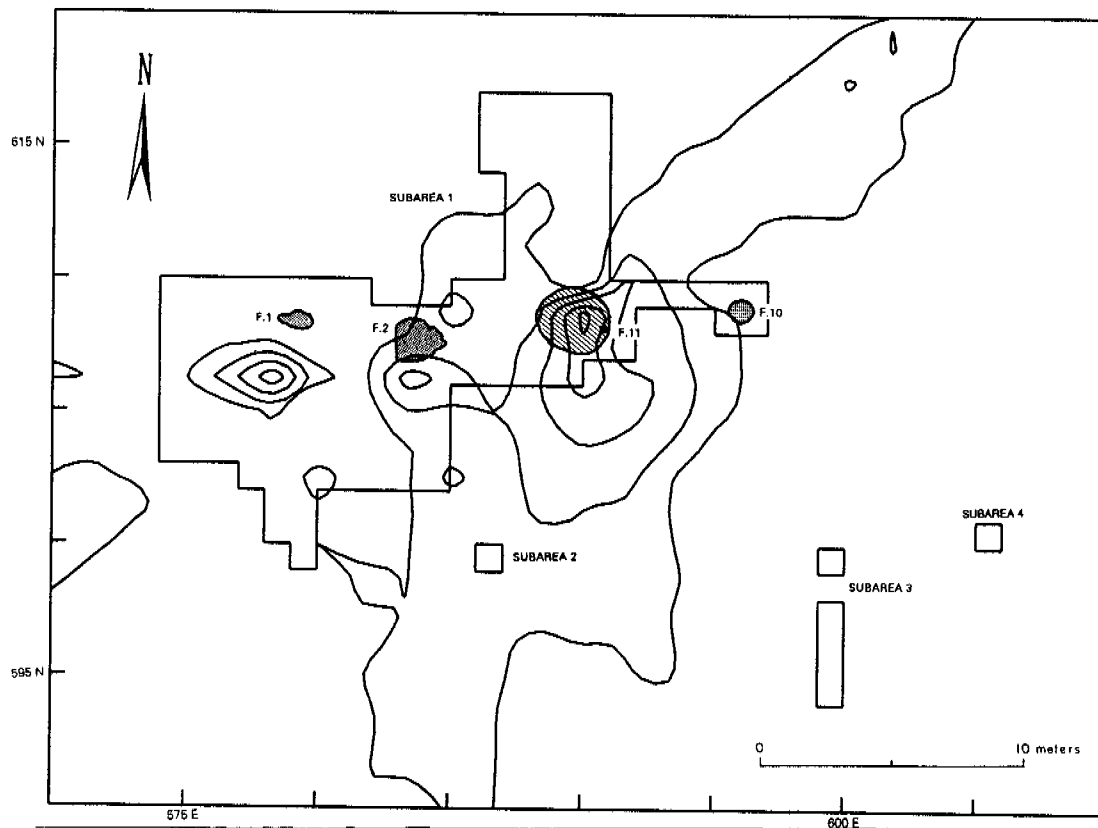 N
615 N
SUBAREA 1
F.1
F.2
F.11
F.10
SUBAREA 4
SUBAREA 2
SUBAREA 3
595 N
0 10 meters
575 E
600 E